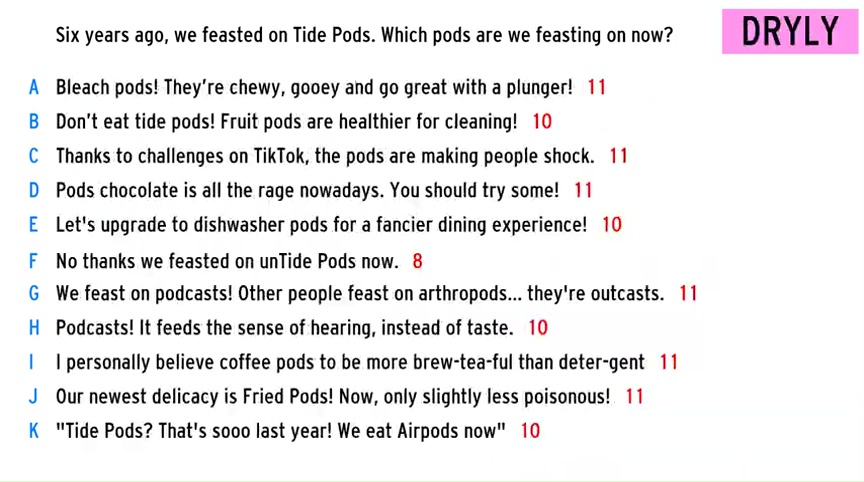 Six years ago, we feasted on Tide Pods. Which pods are we feasting on now?
DRYLY
A Bleach pods! They're chewy, gooey and go great with a plunger! 11
B Don't eat tide pods! Fruit pods are healthier for cleaning! 10
C Thanks to challenges on TikTok, the pods are making people shock. 11
D Pods chocolate is all the rage nowadays. You should try some! 11
E Let's upgrade to dishwasher pods for a fancier dining experience! 10
F No thanks we feasted on unTide Pods now. 8
G We feast on podcasts! Other people feast on arthropods... they're outcasts. 11
H Podcasts! It feeds the sense of hearing, instead of taste. 10
I I personally believe coffee pods to be more brew-tea-ful than deter-gent 11
J Our newest delicacy is Fried Pods! Now, only slightly less poisonous! 11
K "Tide Pods? That's sooo last year! We eat Airpods now" 10